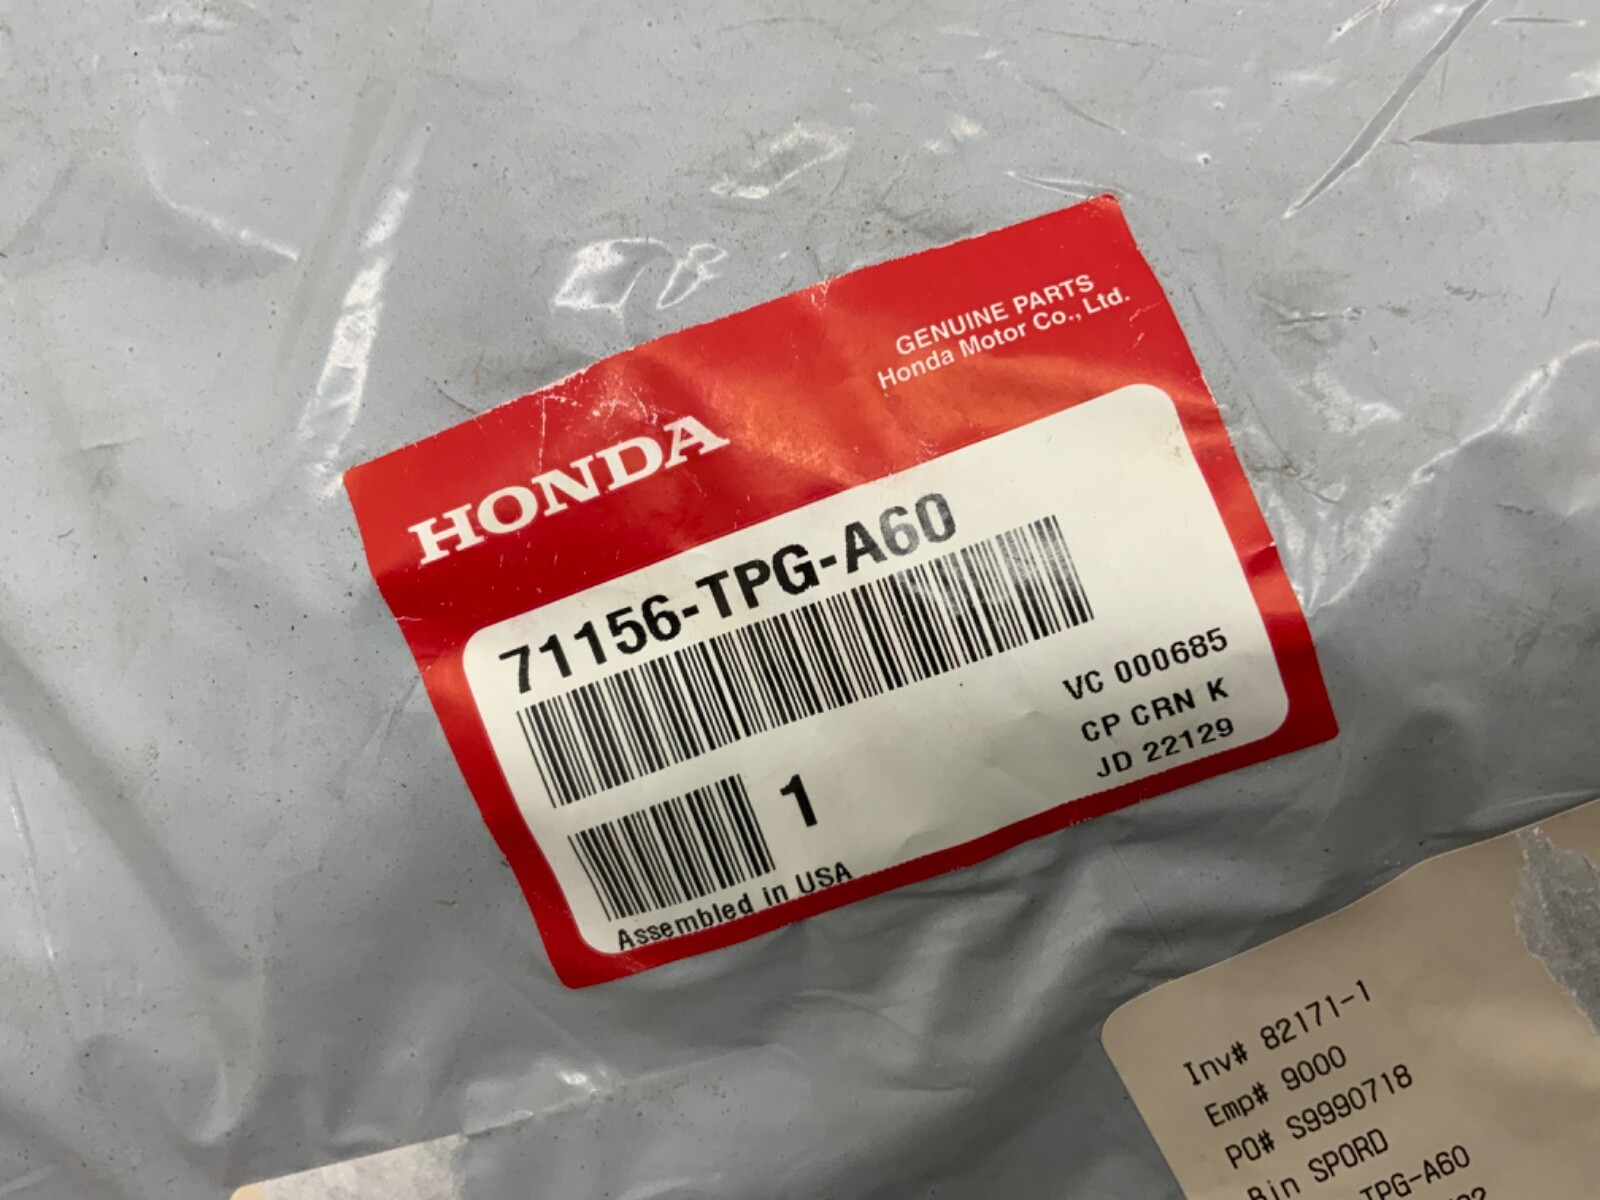 GENUINE PARTS
Honda Motor Co., Ltd.
HONDA
71156-TPG-A60
VC 000685
CP CRN K
JD 22129
1
Assembled in USA
Inv# 82171-1
Emp# 9000
PO# S9990718
Bin SPORD
TPG-A60